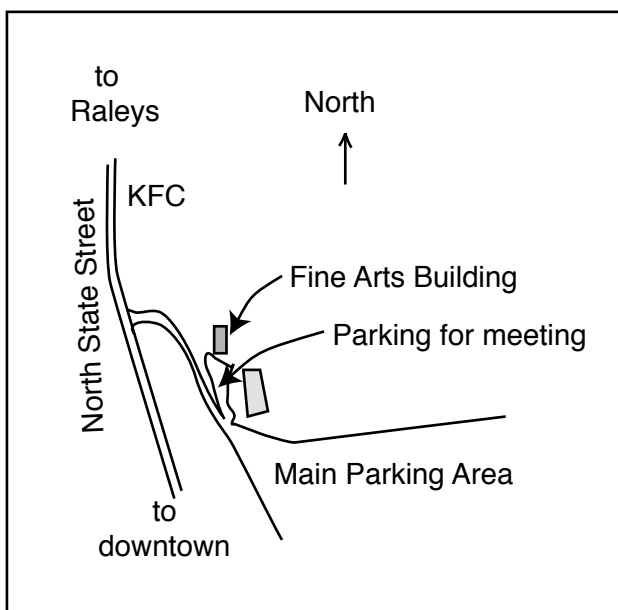 to
Raleys
North
KFC
North State Street
Fine Arts Building
Parking for meeting
Main Parking Area
to
downtown